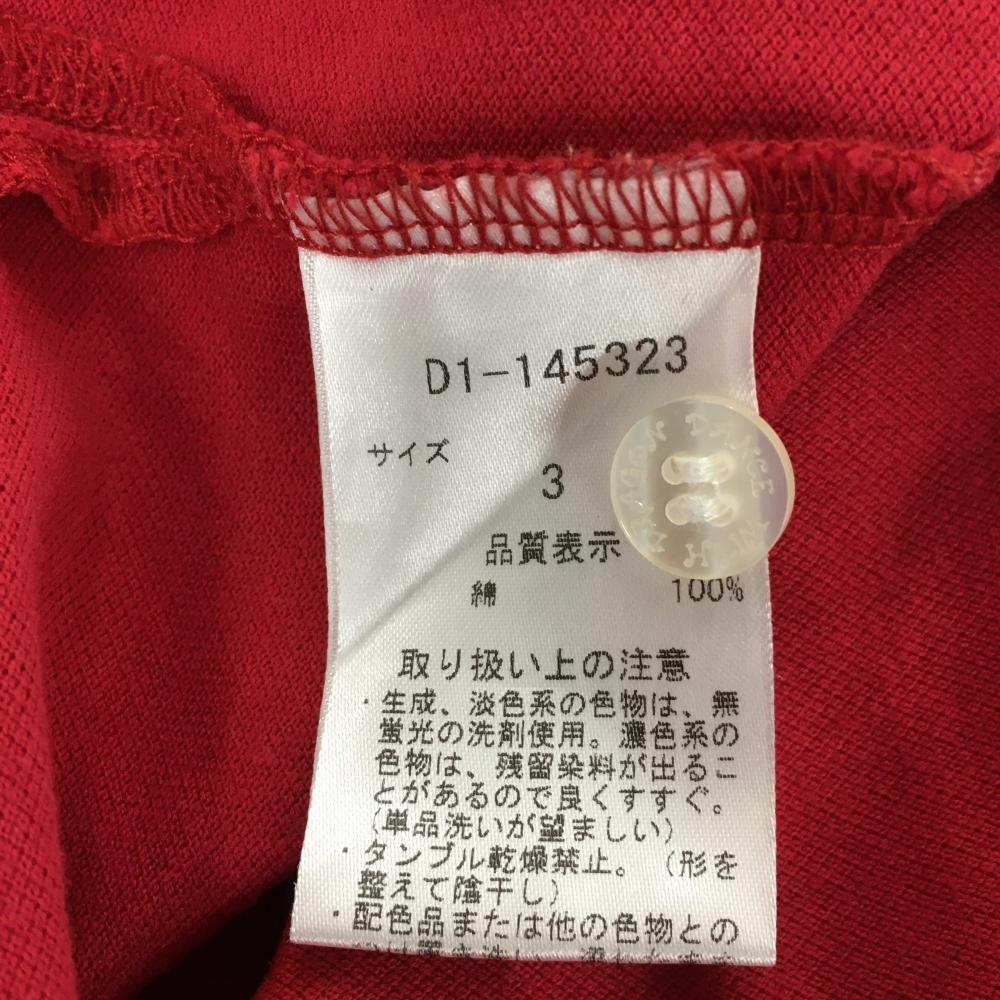 D1-145323
サイズ
3
品質表示
綿 100%
取り扱い上の注意
・生成、淡色系の色物は、無
蛍光の洗剤使用。濃色系の
色物は、残留染料が出るこ
とがあるので良くすすぐ。
(単品洗いが望ましい)
・タンブル乾燥禁止。(形を
整えて陰干し)
・配色品または他の色物との